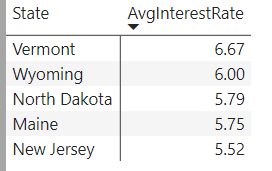 State AvgInterestRate
Vermont 6.67
Wyoming 6.00
North Dakota 5.79
Maine 5.75
New Jersey 5.52